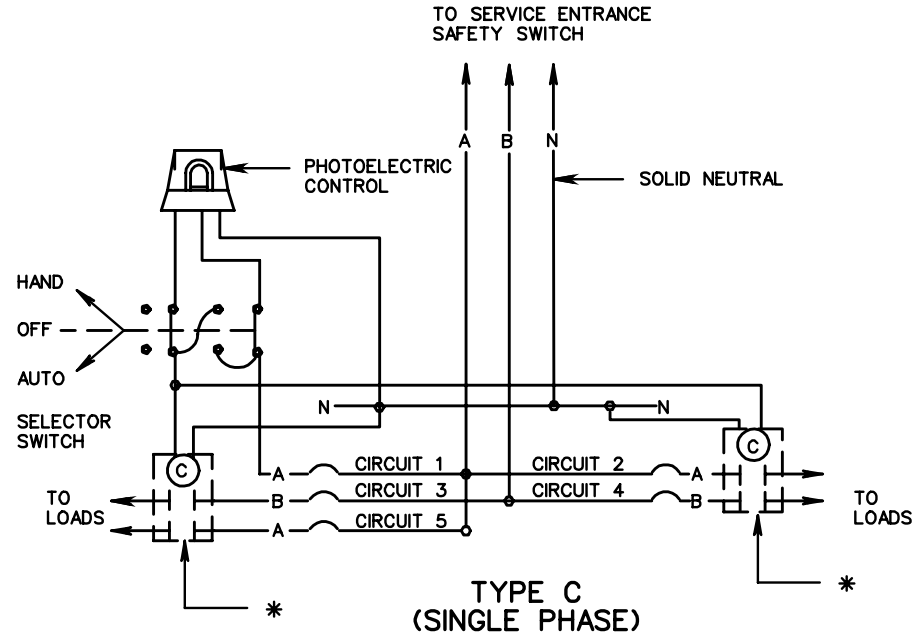 TO SERVICE ENTRANCE
SAFETY SWITCH
A B N
PHOTOELECTRIC
CONTROL
SOLID NEUTRAL
HAND
OFF
AUTO
SELECTOR
SWITCH
N N
C
C
A CIRCUIT 1 CIRCUIT 2 A
B CIRCUIT 3 CIRCUIT 4 B
A CIRCUIT 5
TO
LOADS
TO
LOADS
*
*
TYPE C
(SINGLE PHASE)